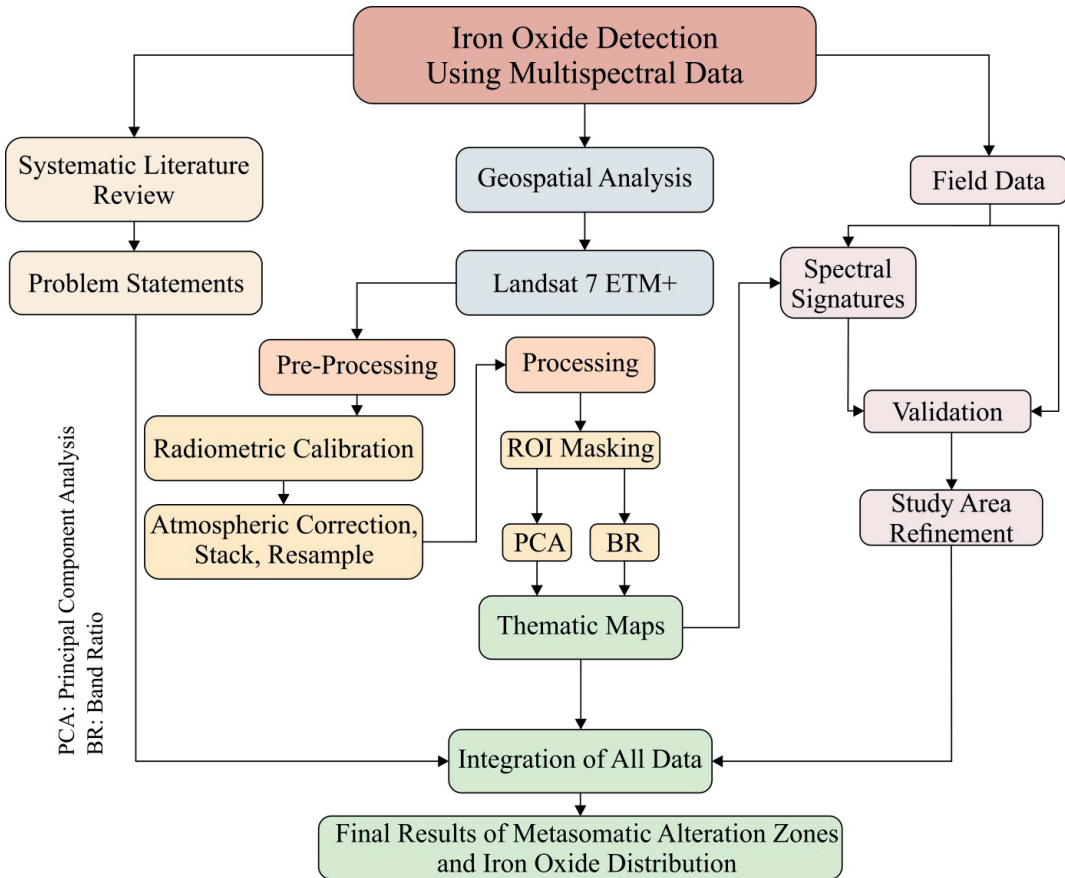 Iron Oxide Detection
Using Multispectral Data
Systematic Literature
Review
Problem Statements
Geospatial Analysis
Landsat 7 ETM+
Field Data
Spectral
Signatures
Pre-Processing
Processing
Radiometric Calibration
Atmospheric Correction,
Stack, Resample
ROI Masking
PCA
BR
Validation
Study Area
Refinement
Thematic Maps
PCA: Principal Component Analysis
BR: Band Ratio
Integration of All Data
Final Results of Metasomatic Alteration Zones
and Iron Oxide Distribution